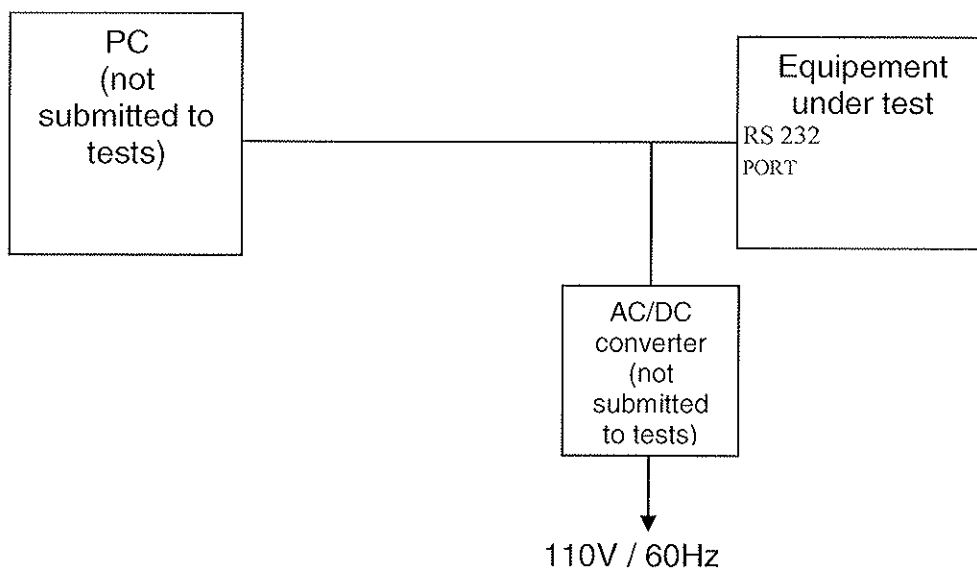 PC
(not
submitted to
tests)
Equipement
under test
RS 232
PORT
AC/DC
converter
(not
submitted
to tests)
110V / 60Hz